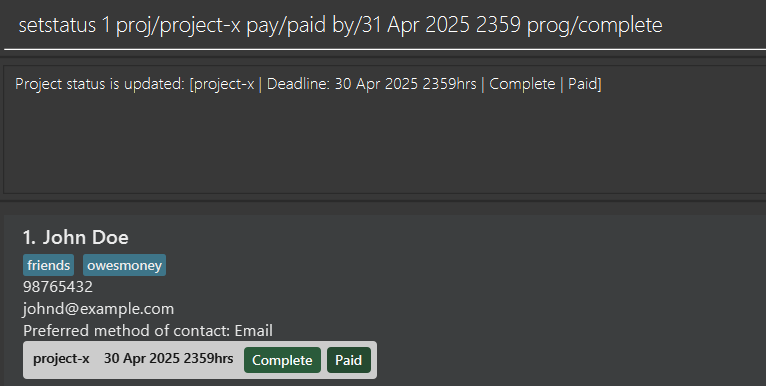 setstatus 1 proj/project-x pay/paid by/31 Apr 2025 2359 prog/complete
Project status is updated: [project-x | Deadline: 30 Apr 2025 2359hrs | Complete | Paid]
1. John Doe
friends owesmoney
98765432
johnd@example.com
Preferred method of contact: Email
project-x 30 Apr 2025 2359hrs Complete Paid